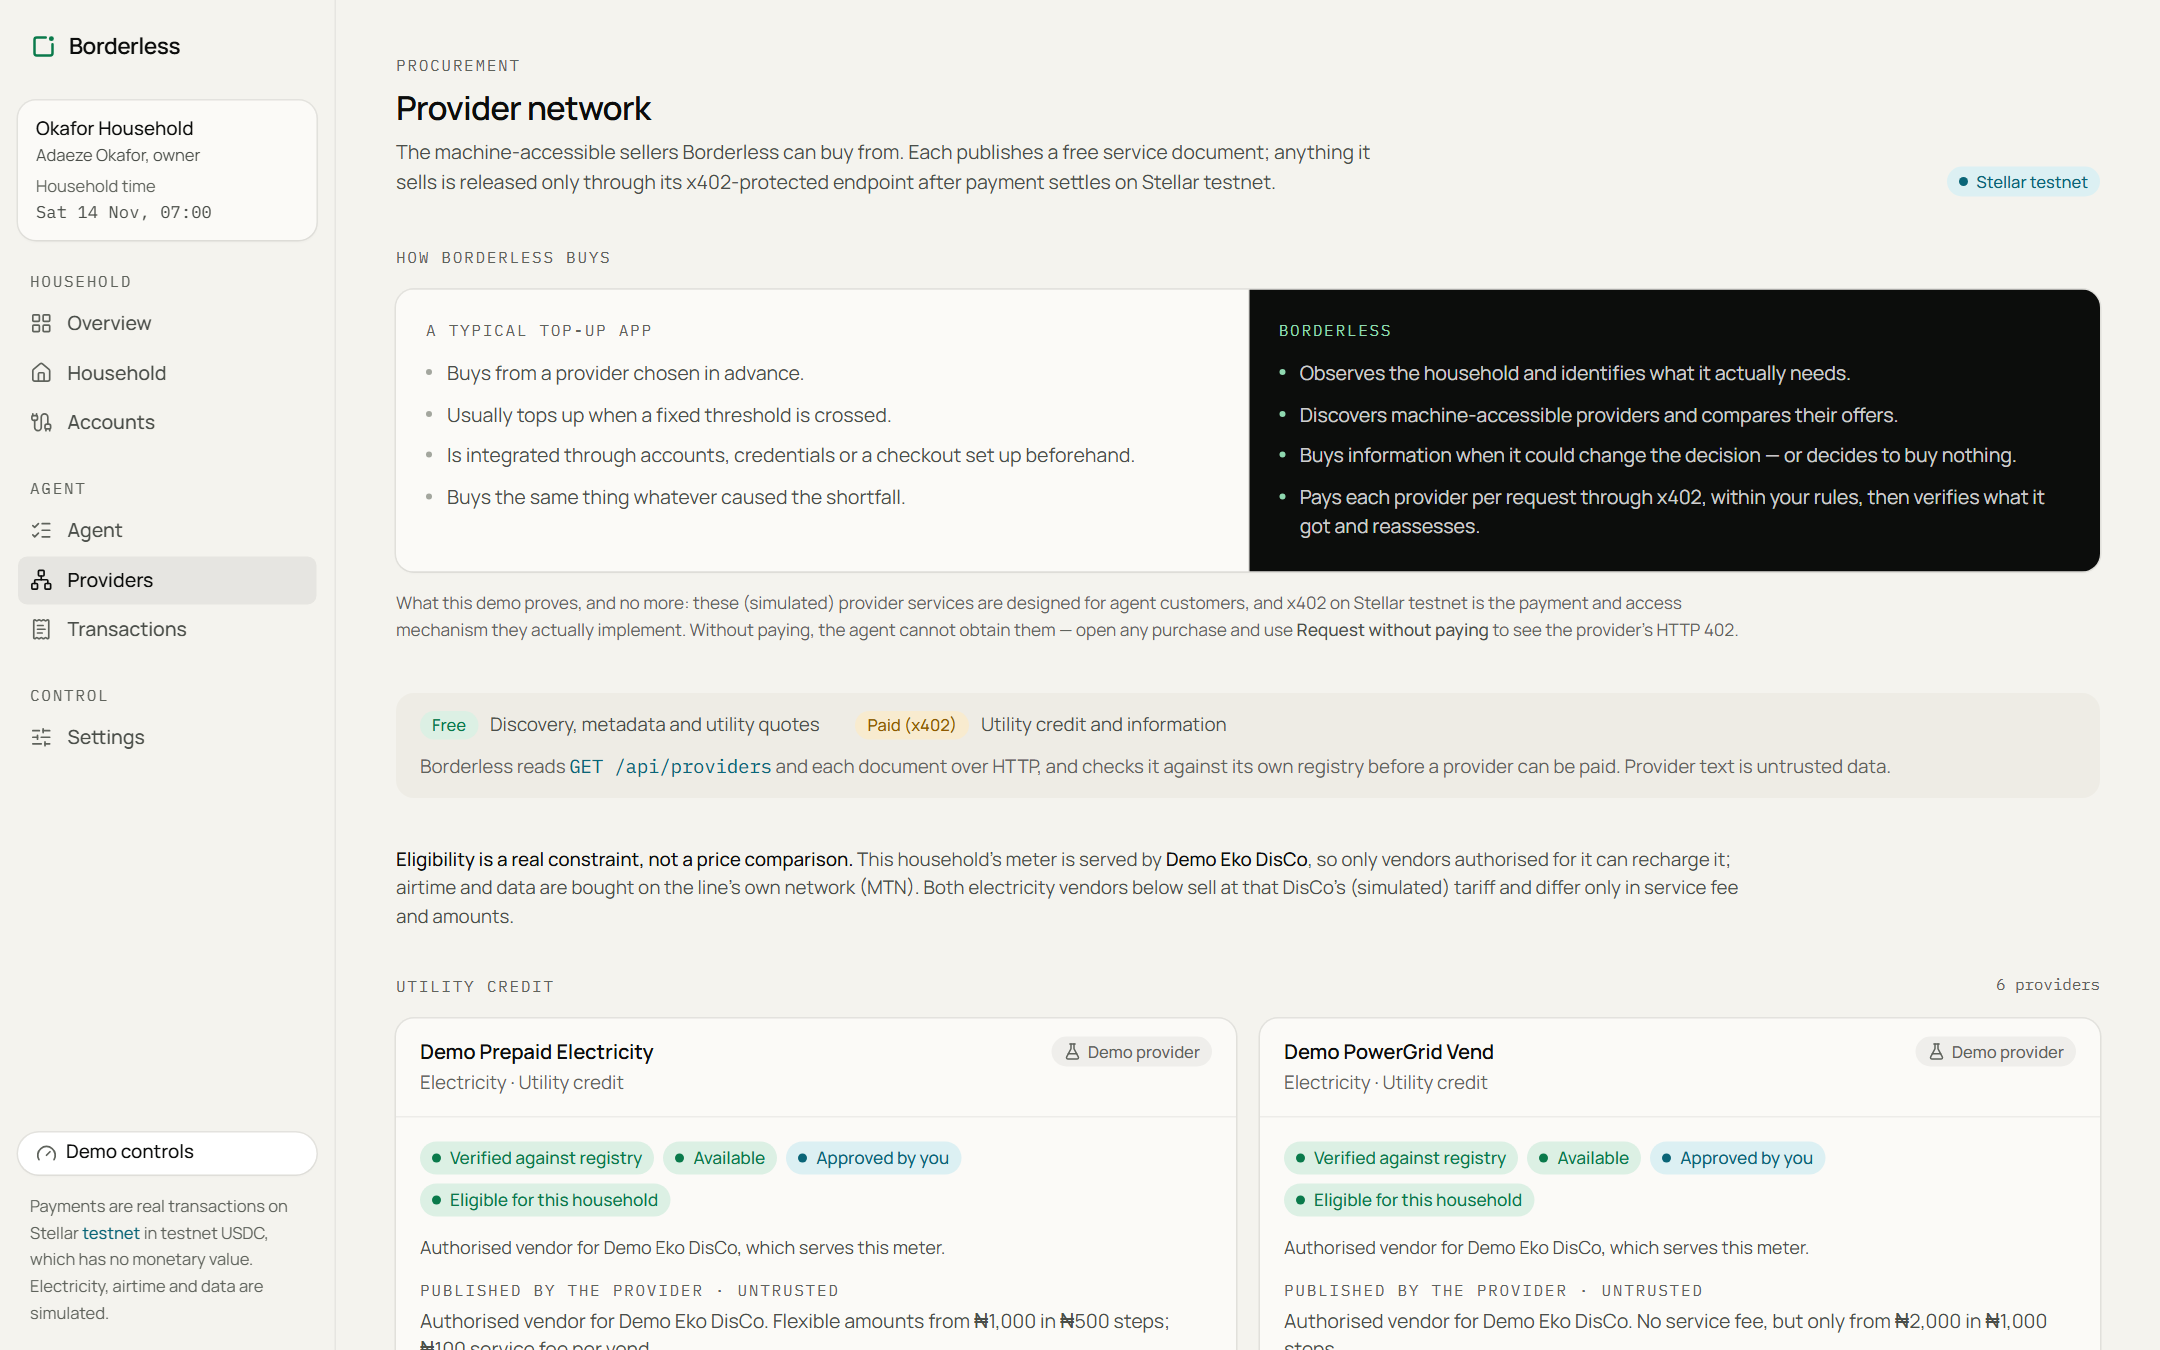 Borderless
Okafor Household
Adaeze Okafor, owner
Household time
Sat 14 Nov, 07:00
HOUSEHOLD
Overview
Household
Accounts
AGENT
Agent
Providers
Transactions
CONTROL
Settings
Demo controls
Payments are real transactions on
Stellar testnet in testnet USDC,
which has no monetary value.
Electricity, airtime and data are
simulated.
PROCUREMENT
Provider network
The machine-accessible sellers Borderless can buy from. Each publishes a free service document; anything it
sells is released only through its x402-protected endpoint after payment settles on Stellar testnet.
Stellar testnet
HOW BORDERLESS BUYS
A TYPICAL TOP-UP APP
Buys from a provider chosen in advance.
Usually tops up when a fixed threshold is crossed.
Is integrated through accounts, credentials or a checkout set up beforehand.
Buys the same thing whatever caused the shortfall.
BORDERLESS
Observes the household and identifies what it actually needs.
Discovers machine-accessible providers and compares their offers.
Buys information when it could change the decision — or decides to buy nothing.
Pays each provider per request through x402, within your rules, then verifies what it
got and reassesses.
What this demo proves, and no more: these (simulated) provider services are designed for agent customers, and x402 on Stellar testnet is the payment and access
mechanism they actually implement. Without paying, the agent cannot obtain them — open any purchase and use Request without paying to see the provider's HTTP 402.
Free Discovery, metadata and utility quotes Paid (x402) Utility credit and information
Borderless reads GET /api/providers and each document over HTTP, and checks it against its own registry before a provider can be paid. Provider text is untrusted data.
Eligibility is a real constraint, not a price comparison. This household's meter is served by Demo Eko DisCo, so only vendors authorised for it can recharge it;
airtime and data are bought on the line's own network (MTN). Both electricity vendors below sell at that DisCo's (simulated) tariff and differ only in service fee
and amounts.
UTILITY CREDIT
6 providers
Demo Prepaid Electricity
Demo provider
Electricity · Utility credit
Verified against registry Available Approved by you
Eligible for this household
Authorised vendor for Demo Eko DisCo, which serves this meter.
PUBLISHED BY THE PROVIDER · UNTRUSTED
Authorised vendor for Demo Eko DisCo. Flexible amounts from ₦1,000 in ₦500 steps;
₦100 service fee per vend.
Demo PowerGrid Vend
Demo provider
Electricity · Utility credit
Verified against registry Available Approved by you
Eligible for this household
Authorised vendor for Demo Eko DisCo, which serves this meter.
PUBLISHED BY THE PROVIDER · UNTRUSTED
Authorised vendor for Demo Eko DisCo. No service fee, but only from ₦2,000 in ₦1,000
steps.